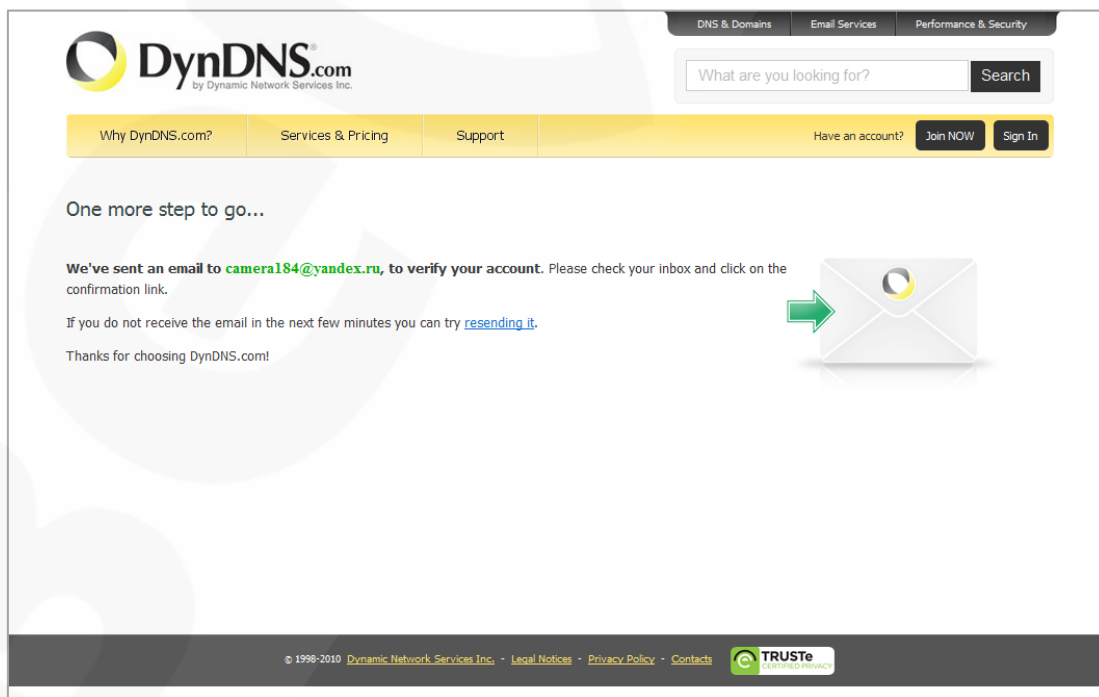 DNS & Domains Email Services Performance & Security
DynDNS.com
by Dynamic Network Services Inc.
What are you looking for? Search
Why DynDNS.com? Services & Pricing Support Have an account? Join NOW Sign In
One more step to go...
We've sent an email to camera184@yandex.ru, to verify your account. Please check your inbox and click on the
confirmation link.
If you do not receive the email in the next few minutes you can try resending it.
Thanks for choosing DynDNS.com!
© 1998-2010 Dynamic Network Services Inc. - Legal Notices - Privacy Policy - Contacts
TRUSTe
CERTIFIED PRIVACY